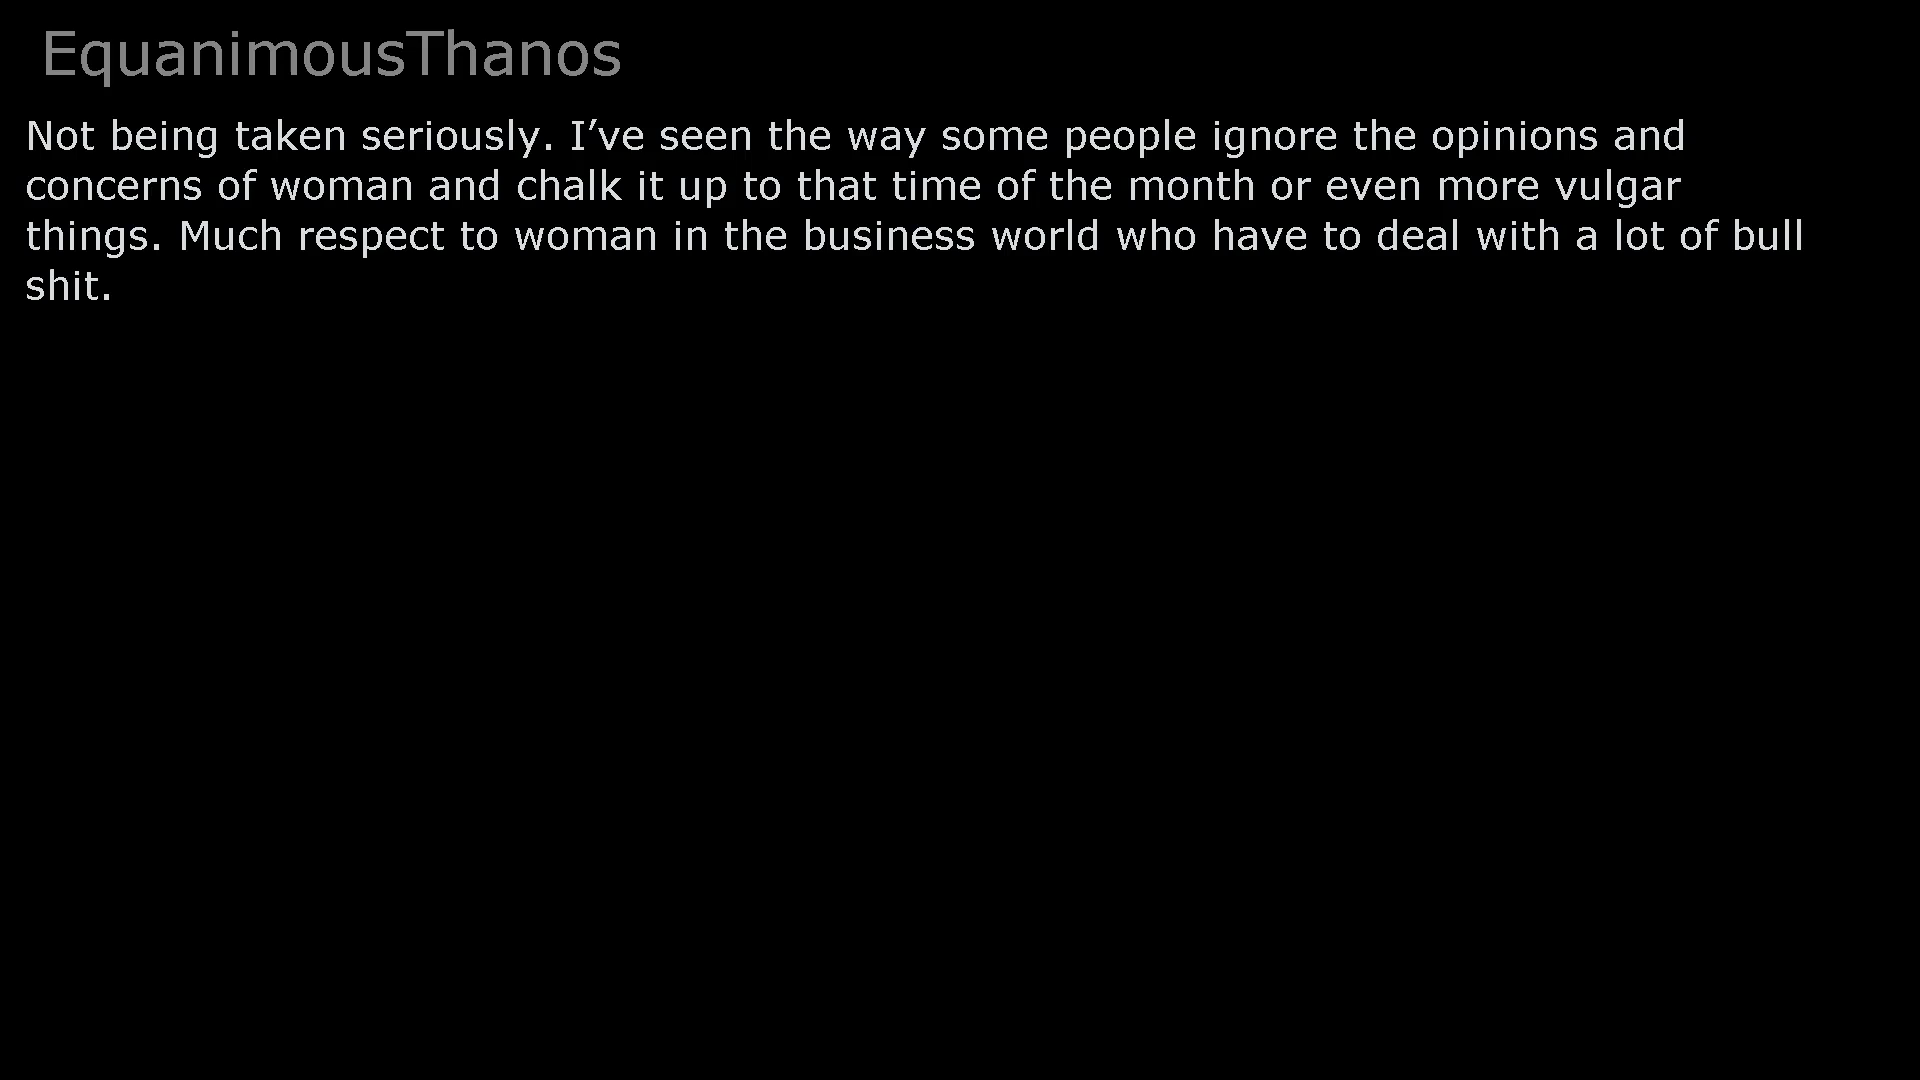 EquanimousThanos
Not being taken seriously. I’ve seen the way some people ignore the opinions and
concerns of woman and chalk it up to that time of the month or even more vulgar
things. Much respect to woman in the business world who have to deal with a lot of bull
shit.